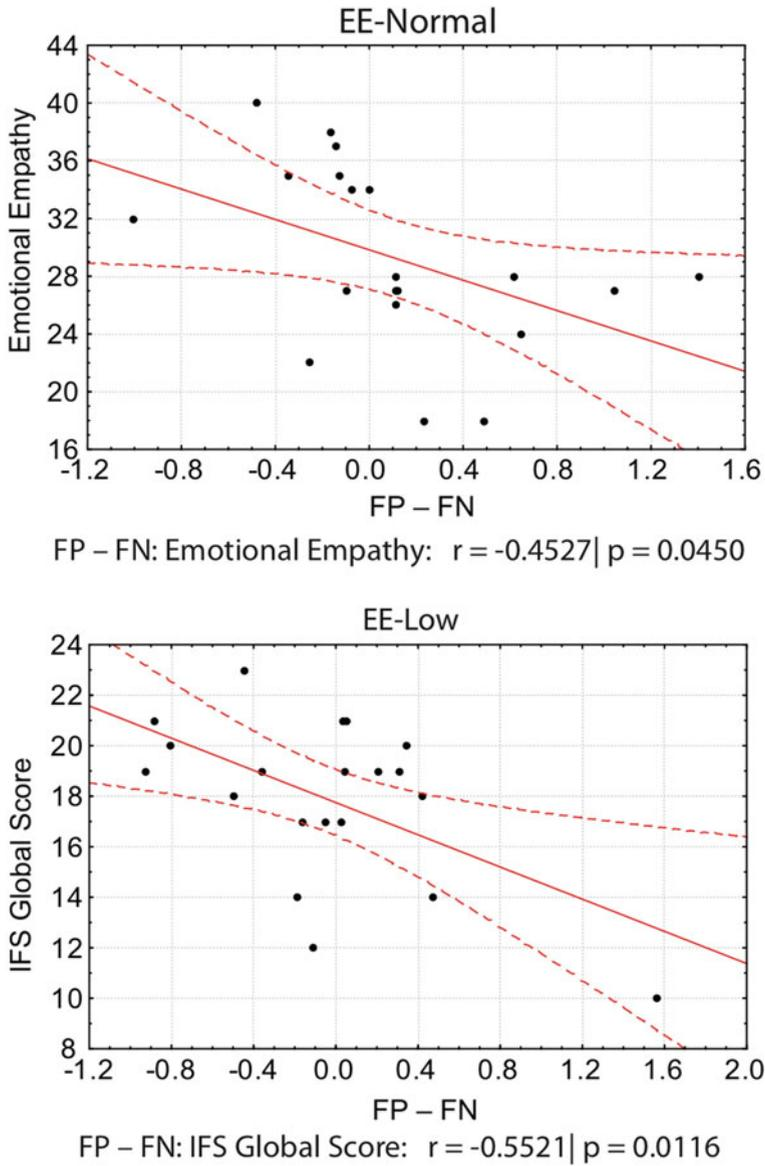 EE-Normal
Emotional Empathy
44
40
36
32
28
24
20
16
-1.2 -0.8 -0.4 0.0 0.4 0.8 1.2 1.6
FP – FN
FP – FN: Emotional Empathy: r = -0.4527| p = 0.0450
EE-Low
IFS Global Score
24
22
20
18
16
14
12
10
8
-1.2 -0.8 -0.4 0.0 0.4 0.8 1.2 1.6 2.0
FP – FN
FP – FN: IFS Global Score: r = -0.5521| p = 0.0116